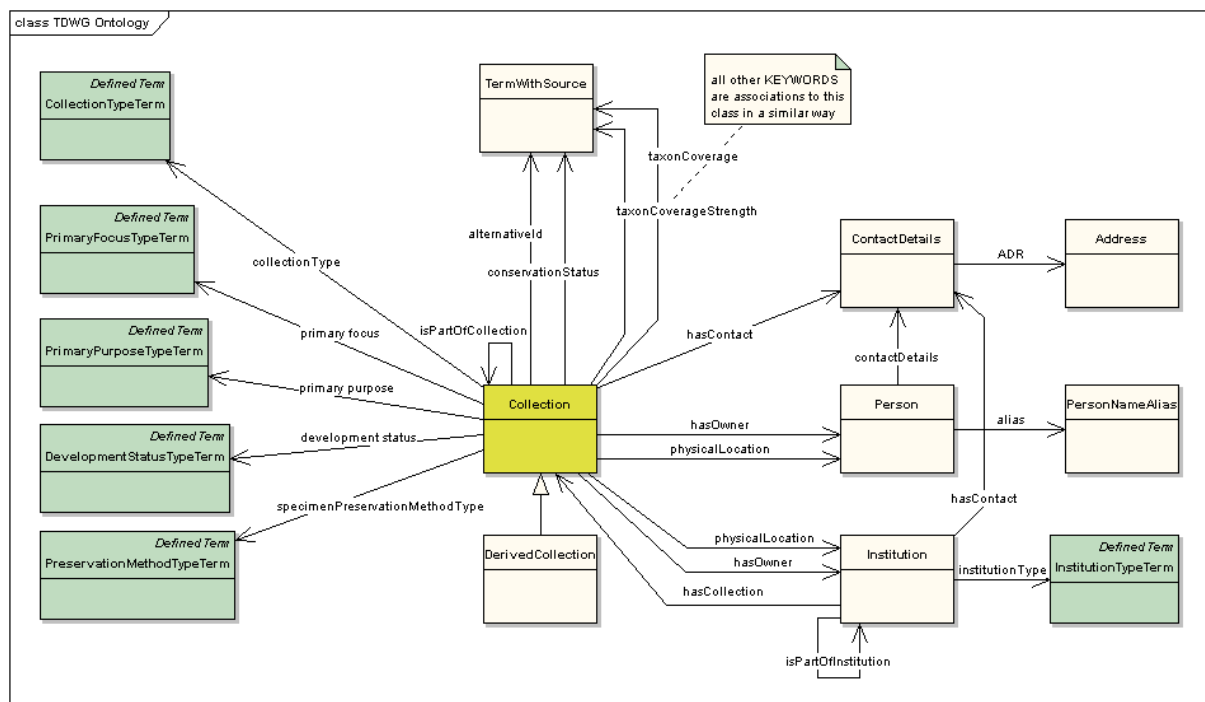 class TDWG Ontology
Defined Term
CollectionTypeTerm
TermWithSource
all other KEYWORDS
are associations to this
class in a similar way
taxonCoverage
Defined Term
PrimaryFocusTypeTerm
taxonCoverageStrength
alternativeId
ContactDetails
Address
ADR
collectionType
conservationStatus
Defined Term
PrimaryPurposeTypeTerm
primary focus
isPartOfCollection
hasContact
contactDetails
primary purpose
Collection
Person
PersonNameAlias
alias
Defined Term
DevelopmentStatusTypeTerm
development status
hasOwner
physicalLocation
specimenPreservationMethodType
hasContact
Defined Term
PreservationMethodTypeTerm
DerivedCollection
physicalLocation
hasOwner
hasCollection
Institution
institutionType
Defined Term
InstitutionTypeTerm
isPartOfInstitution